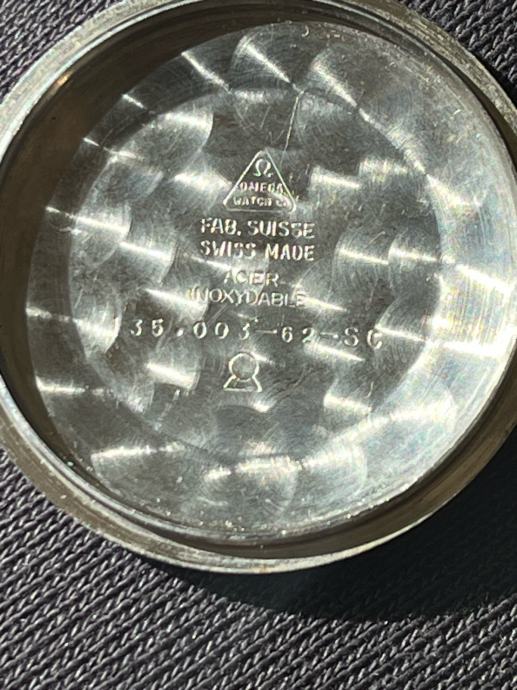 Ω
OMEGA
WATCH Co
FAB. SUISSE
SWISS MADE
ACIER
INOXYDABLE
135.003-62-SC